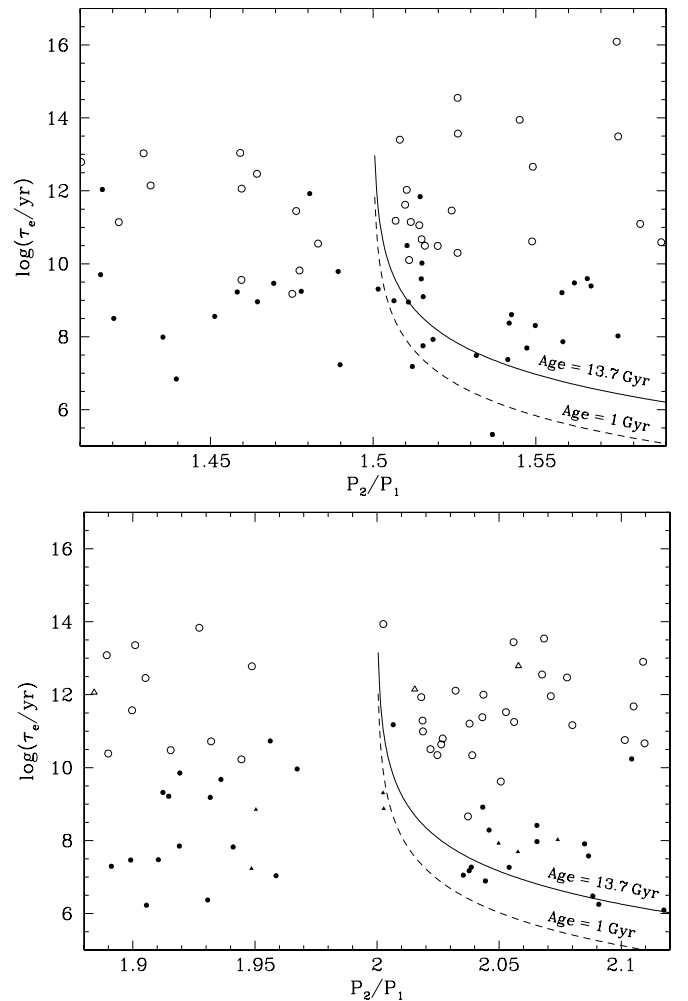 16
14
12
10
8
6
log(τₑ/yr)
Age = 13.7 Gyr
Age = 1 Gyr
1.45
1.5
1.55
P₂/P₁
16
14
12
10
8
6
log(τₑ/yr)
Age = 13.7 Gyr
Age = 1 Gyr
1.9
1.95
2
2.05
2.1
P₂/P₁